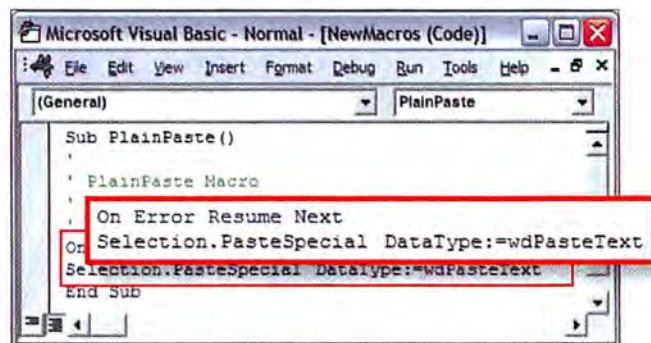 Microsoft Visual Basic - Normal - [NewMacros (Code)]
File Edit View Insert Format Debug Run Tools Help
(General) PlainPaste
Sub PlainPaste()
'
' PlainPaste Macro
'
'
On Error Resume Next
Selection.PasteSpecial DataType:=wdPasteText
On
Selection.PasteSpecial DataType:=wdPasteText
End Sub